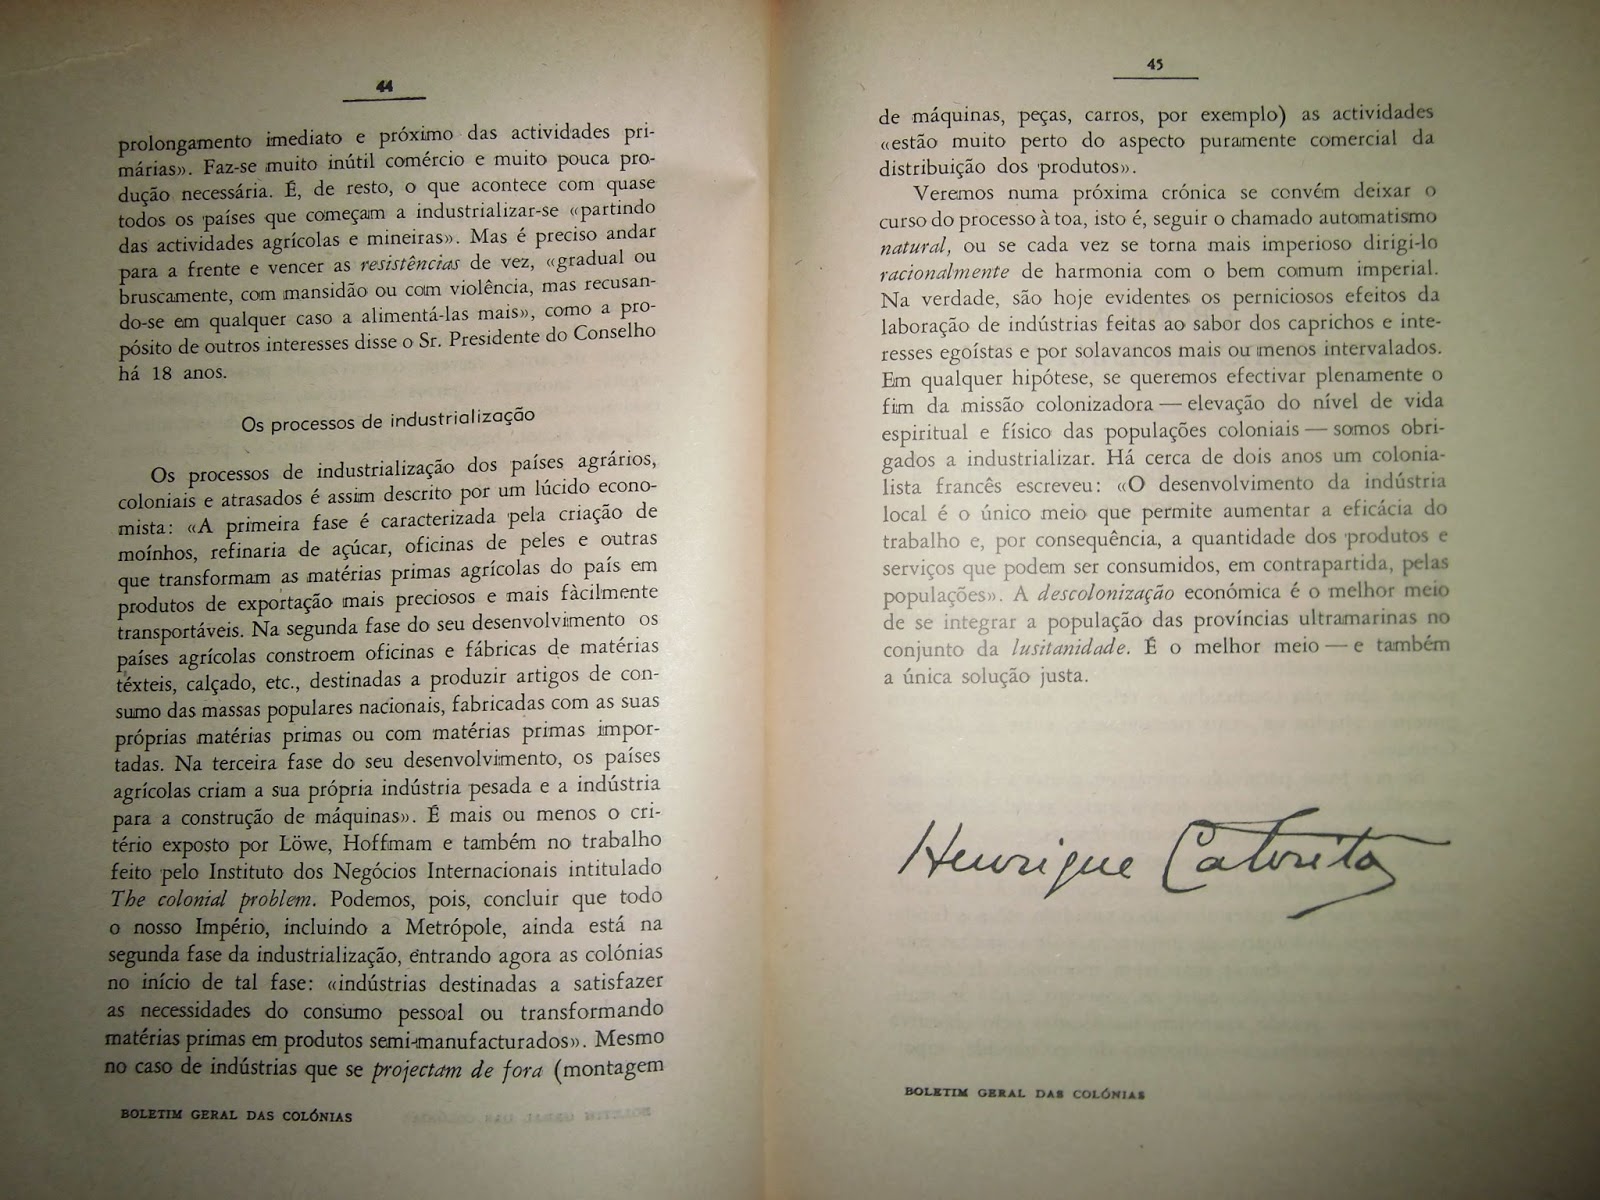 44
prolongamento imediato e próximo das actividades pri-
márias». Faz-se muito inútil comércio e muito pouca pro-
dução necessária. É, de resto, o que acontece com quase
todos os países que começam a industrializar-se «partindo
das actividades agrícolas e mineiras». Mas é preciso andar
para a frente e vencer as resistências de vez, «gradual ou
bruscamente, com mansidão ou com violência, mas recusan-
do-se em qualquer caso a alimentá-las mais», como a pro-
pósito de outros interesses disse o Sr. Presidente do Conselho
há 18 anos.
Os processos de industrialização
Os processos de industrialização dos países agrários,
coloniais e atrasados é assim descrito por um lúcido econo-
mista: «A primeira fase é caracterizada pela criação de
moínhos, refinaria de açúcar, oficinas de peles e outras
que transformam as matérias primas agrícolas do país em
produtos de exportação mais preciosos e mais fàcilmente
transportáveis. Na segunda fase do seu desenvolvimento os
países agrícolas constroem oficinas e fábricas de matérias
téxteis, calçado, etc., destinadas a produzir artigos de con-
sumo das massas populares nacionais, fabricadas com as suas
próprias matérias primas ou com matérias primas impor-
tadas. Na terceira fase do seu desenvolvimento, os países
agrícolas criam a sua própria indústria pesada e a indústria
para a construção de máquinas». É mais ou menos o cri-
tério exposto por Löwe, Hoffmam e também no trabalho
feito pelo Instituto dos Negócios Internacionais intitulado
The colonial problem. Podemos, pois, concluir que todo
o nosso Império, incluindo a Metrópole, ainda está na
segunda fase da industrialização, entrando agora as colónias
no início de tal fase: «indústrias destinadas a satisfazer
as necessidades do consumo pessoal ou transformando
matérias primas em produtos semi-manufacturados». Mesmo
no caso de indústrias que se projectam de fora (montagem
BOLETIM GERAL DAS COLÓNIAS
45
de máquinas, peças, carros, por exemplo) as actividades
«estão muito perto do aspecto puramente comercial da
distribuição dos produtos».
Veremos numa próxima crónica se convém deixar o
curso do processo à toa, isto é, seguir o chamado automatismo
natural, ou se cada vez se torna mais imperioso dirigi-lo
racionalmente de harmonia com o bem comum imperial.
Na verdade, são hoje evidentes os perniciosos efeitos da
laboração de indústrias feitas ao sabor dos caprichos e inte-
resses egoístas e por solavancos mais ou menos intervalados.
Em qualquer hipótese, se queremos efectivar plenamente o
fim da missão colonizadora — elevação do nível de vida
espiritual e físico das populações coloniais — somos obri-
gados a industrializar. Há cerca de dois anos um colonia-
lista francês escreveu: «O desenvolvimento da indústria
local é o único meio que permite aumentar a eficácia do
trabalho e, por consequência, a quantidade dos produtos e
serviços que podem ser consumidos, em contrapartida, pelas
populações». A descolonização económica é o melhor meio
de se integrar a população das províncias ultramarinas no
conjunto da lusitanidade. É o melhor meio — e também
a única solução justa.
Henrique
BOLETIM GERAL DAS COLÓNIAS